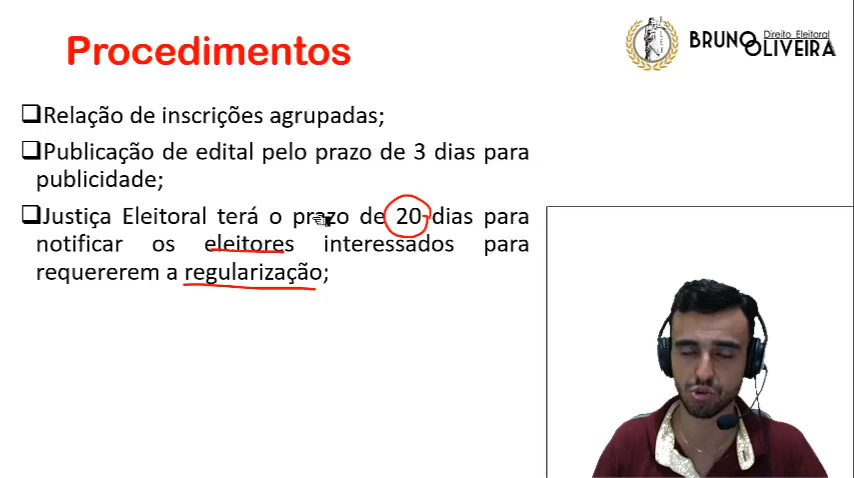 Procedimentos
Direito Eleitoral
BRUNO OLIVEIRA
❑Relação de inscrições agrupadas;
❑Publicação de edital pelo prazo de 3 dias para
publicidade;
❑Justiça Eleitoral terá o prazo de 20 dias para
notificar os eleitores interessados para
requererem a regularização;